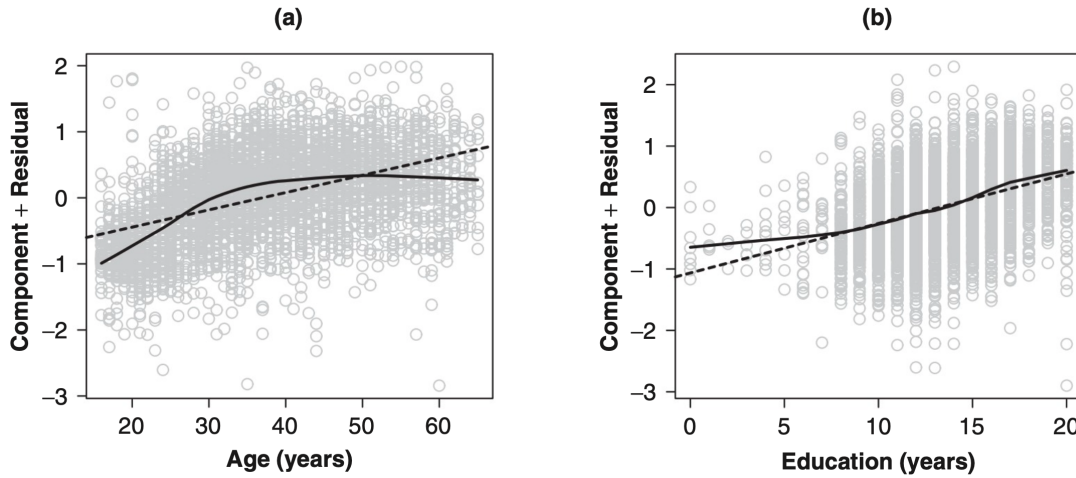 (a)
Component + Residual
2
1
0
−1
−2
−3
20 30 40 50 60
Age (years)
(b)
Component + Residual
2
1
0
−1
−2
−3
0 5 10 15 20
Education (years)